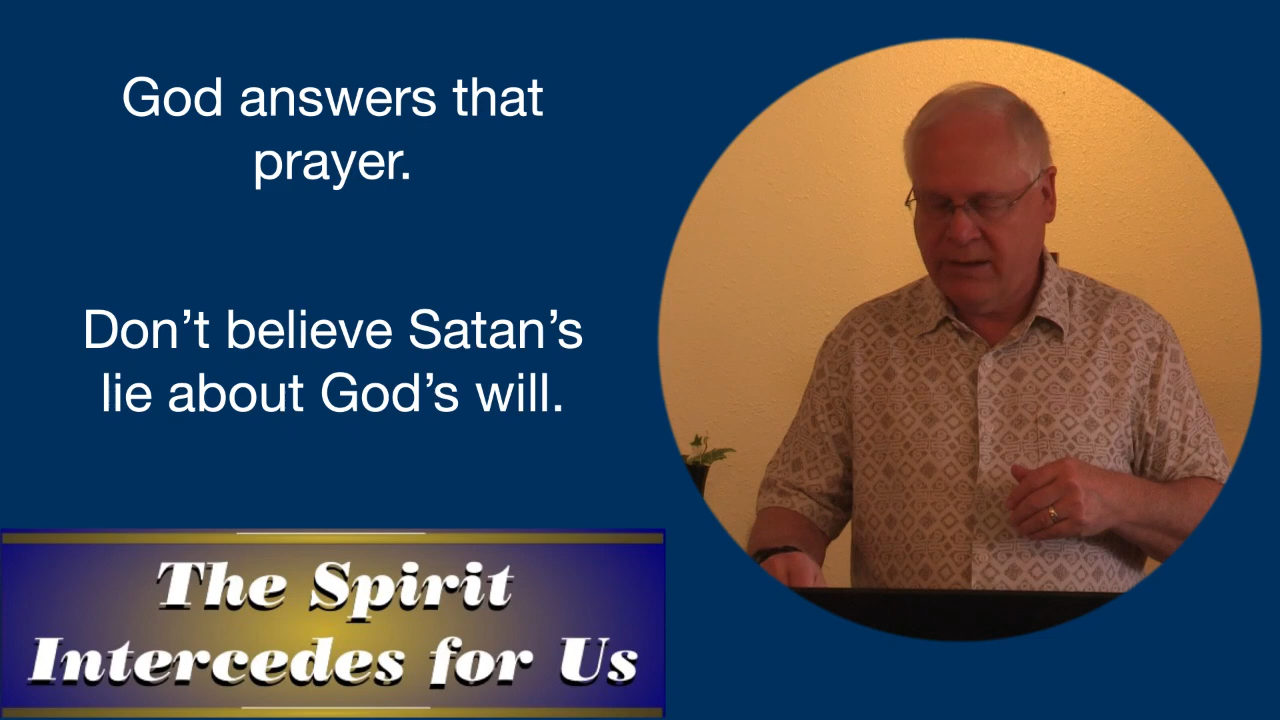 God answers that
prayer.
Don’t believe Satan’s
lie about God’s will.
The Spirit
Intercedes for Us